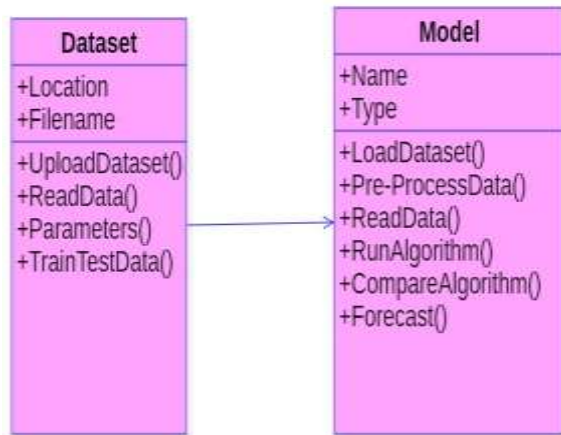 Dataset
+Location
+Filename
+UploadDataset()
+ReadData()
+Parameters()
+TrainTestData()
Model
+Name
+Type
+LoadDataset()
+Pre-ProcessData()
+ReadData()
+RunAlgorithm()
+CompareAlgorithm()
+Forecast()